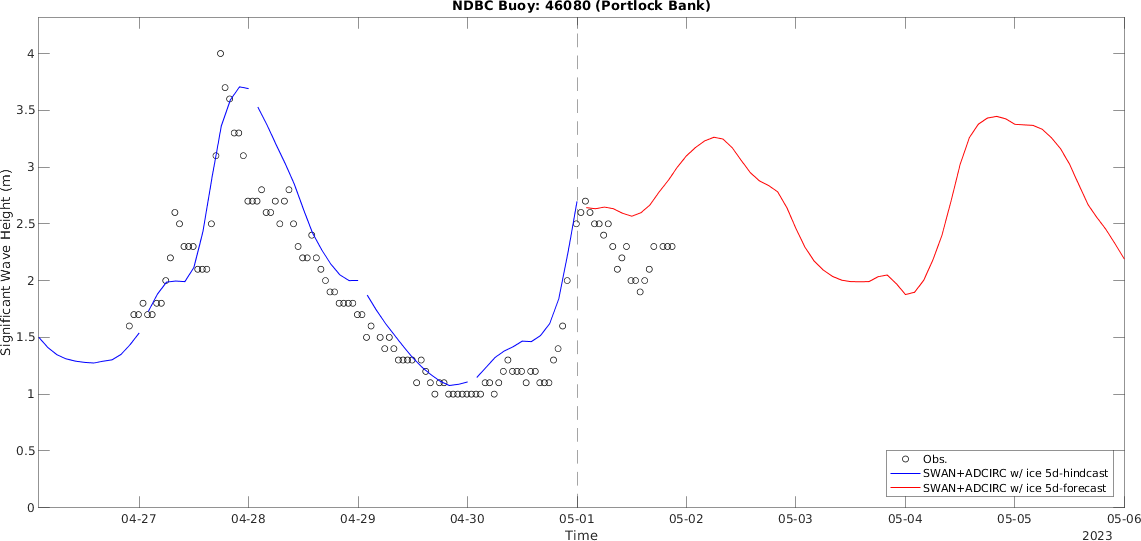 NDBC Buoy: 46080 (Portlock Bank)
Significant Wave Height (m)
4
3.5
3
2.5
2
1.5
1
0.5
0
Obs.
SWAN+ADCIRC w/ ice 5d-hindcast
SWAN+ADCIRC w/ ice 5d-forecast
04-27 04-28 04-29 04-30 05-01 05-02 05-03 05-04 05-05 05-06
Time
2023